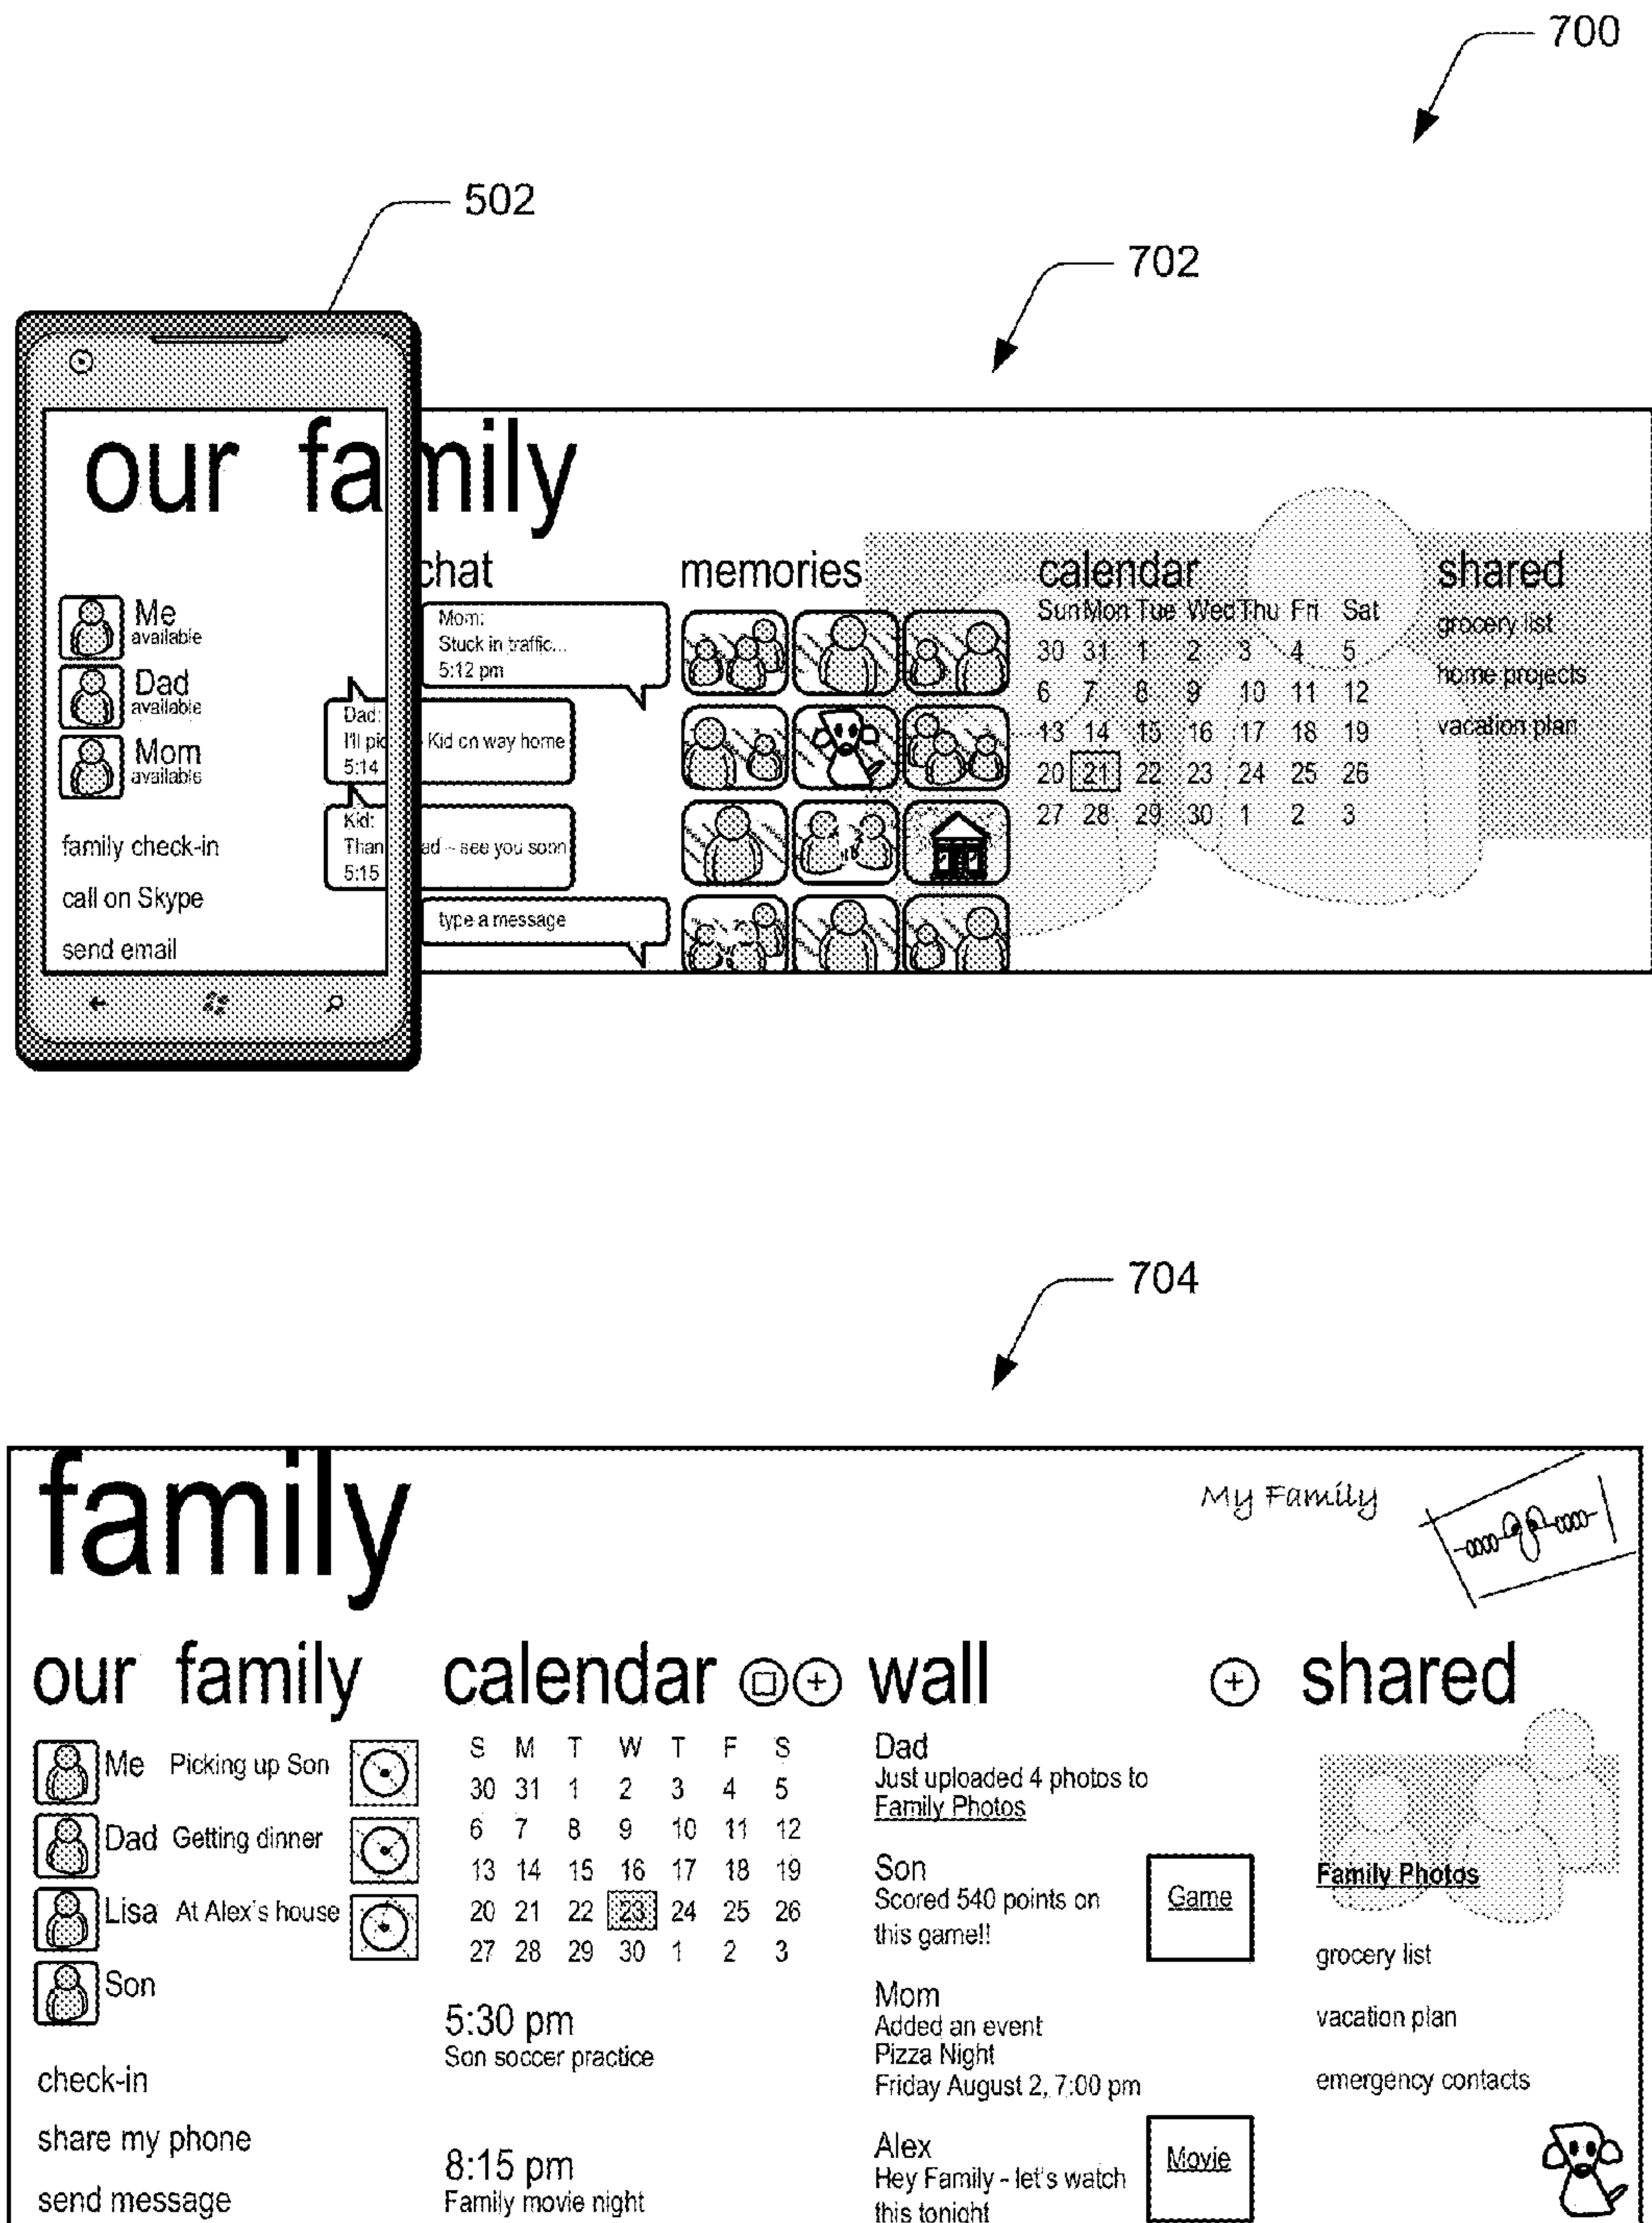 700
502
702
our family
Me
available
Dad
available
Mom
available
family check-in
call on Skype
send email
chat
Mom:
Stuck in traffic...
5:12 pm
Dad:
I'll pic Kid on way home
5:14
Kid:
Than ad - see you soon
5:15
type a message
memories
calendar
Sun Mon Tue Wed Thu Fri Sat
30 31 1 2 3 4 5
6 7 8 9 10 11 12
13 14 15 16 17 18 19
20 21 22 23 24 25 26
27 28 29 30 1 2 3
shared
grocery list
home projects
vacation plan
704
family
My Family
our family
Me Picking up Son
Dad Getting dinner
Lisa At Alex's house
Son
check-in
share my phone
send message
calendar
S M T W T F S
30 31 1 2 3 4 5
6 7 8 9 10 11 12
13 14 15 16 17 18 19
20 21 22 23 24 25 26
27 28 29 30 1 2 3
5:30 pm
Son soccer practice
8:15 pm
Family movie night
wall
Dad
Just uploaded 4 photos to
Family Photos
Son
Scored 540 points on
this game!!
Game
Mom
Added an event
Pizza Night
Friday August 2, 7:00 pm
Alex
Hey Family - let's watch
this tonight
Movie
shared
Family Photos
grocery list
vacation plan
emergency contacts